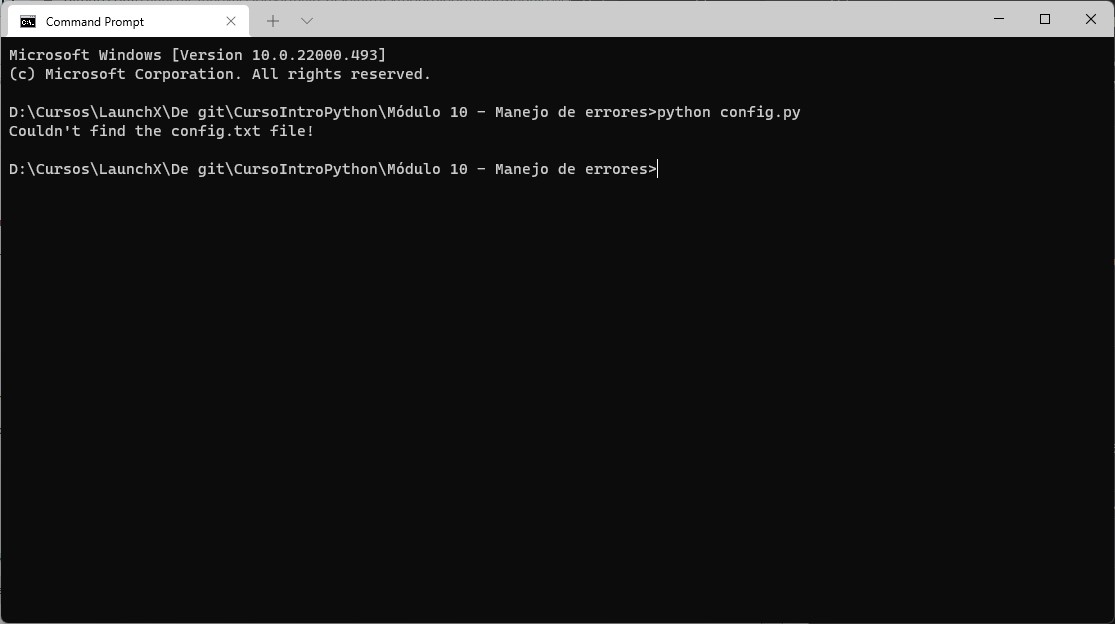 Command Prompt
Microsoft Windows [Version 10.0.22000.493]
(c) Microsoft Corporation. All rights reserved.
D:\Cursos\LaunchX\De git\CursoIntroPython\Módulo 10 - Manejo de errores>python config.py
Couldn't find the config.txt file!
D:\Cursos\LaunchX\De git\CursoIntroPython\Módulo 10 - Manejo de errores>